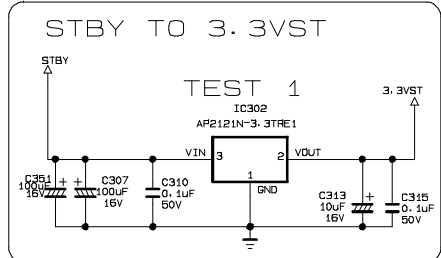 STBY TO 3.3VST
STBY
TEST 1
3.3VST
IC302
AP2121N-3.3TRE1
VIN 3 2 VOUT
1
GND
C351
100uF
16V
+
+ C307
100uF
16V
C310
0.1uF
50V
C313
10uF
16V
+
C315
0.1uF
50V